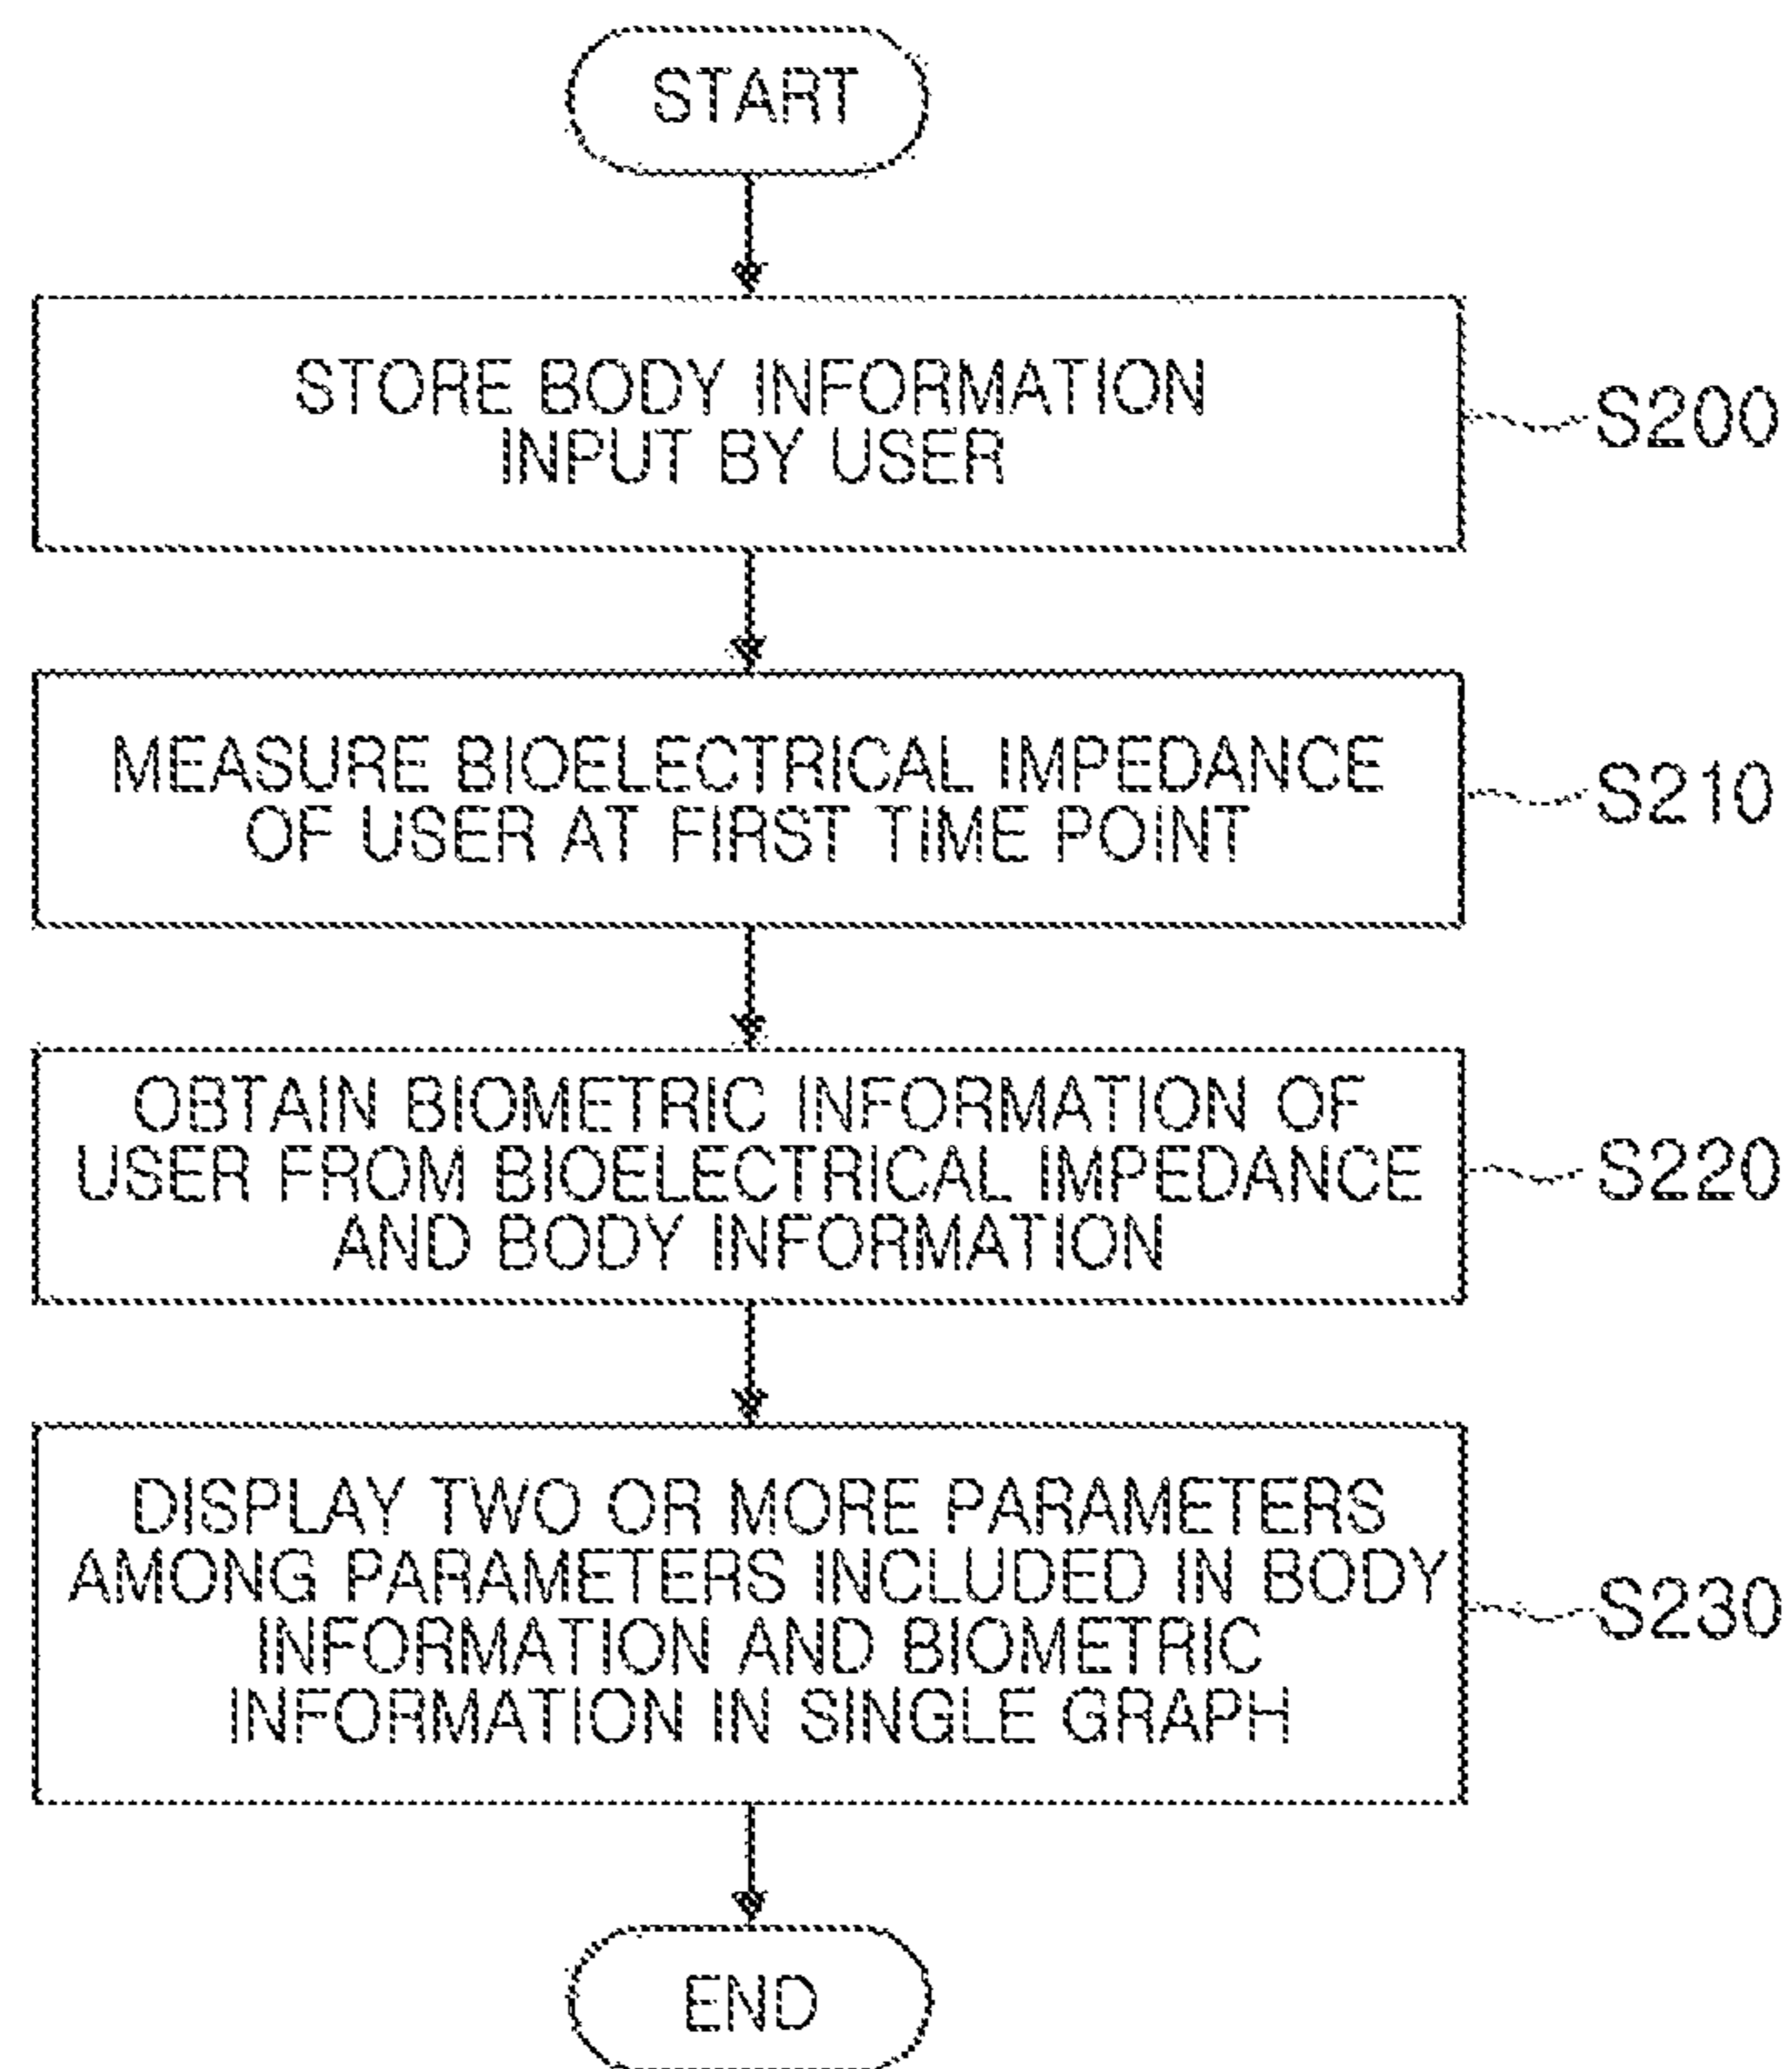 START
STORE BODY INFORMATION
INPUT BY USER
S200
MEASURE BIOELECTRICAL IMPEDANCE
OF USER AT FIRST TIME POINT
S210
OBTAIN BIOMETRIC INFORMATION OF
USER FROM BIOELECTRICAL IMPEDANCE
AND BODY INFORMATION
S220
DISPLAY TWO OR MORE PARAMETERS
AMONG PARAMETERS INCLUDED IN BODY
INFORMATION AND BIOMETRIC
INFORMATION IN SINGLE GRAPH
S230
END